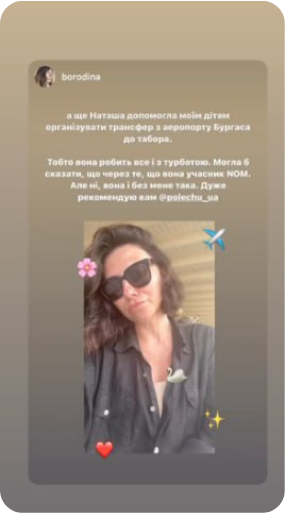 borodina
а ще Наташа допомогла моїм дітям
організувати трансфер з аеропорту Бургаса
до табора.
Тобто вона робить все і з турботою. Могла б
сказати, що через те, що вона учасник NOM.
Але ні, вона і без мене така. Дуже
рекомендую вам @polechu_ua